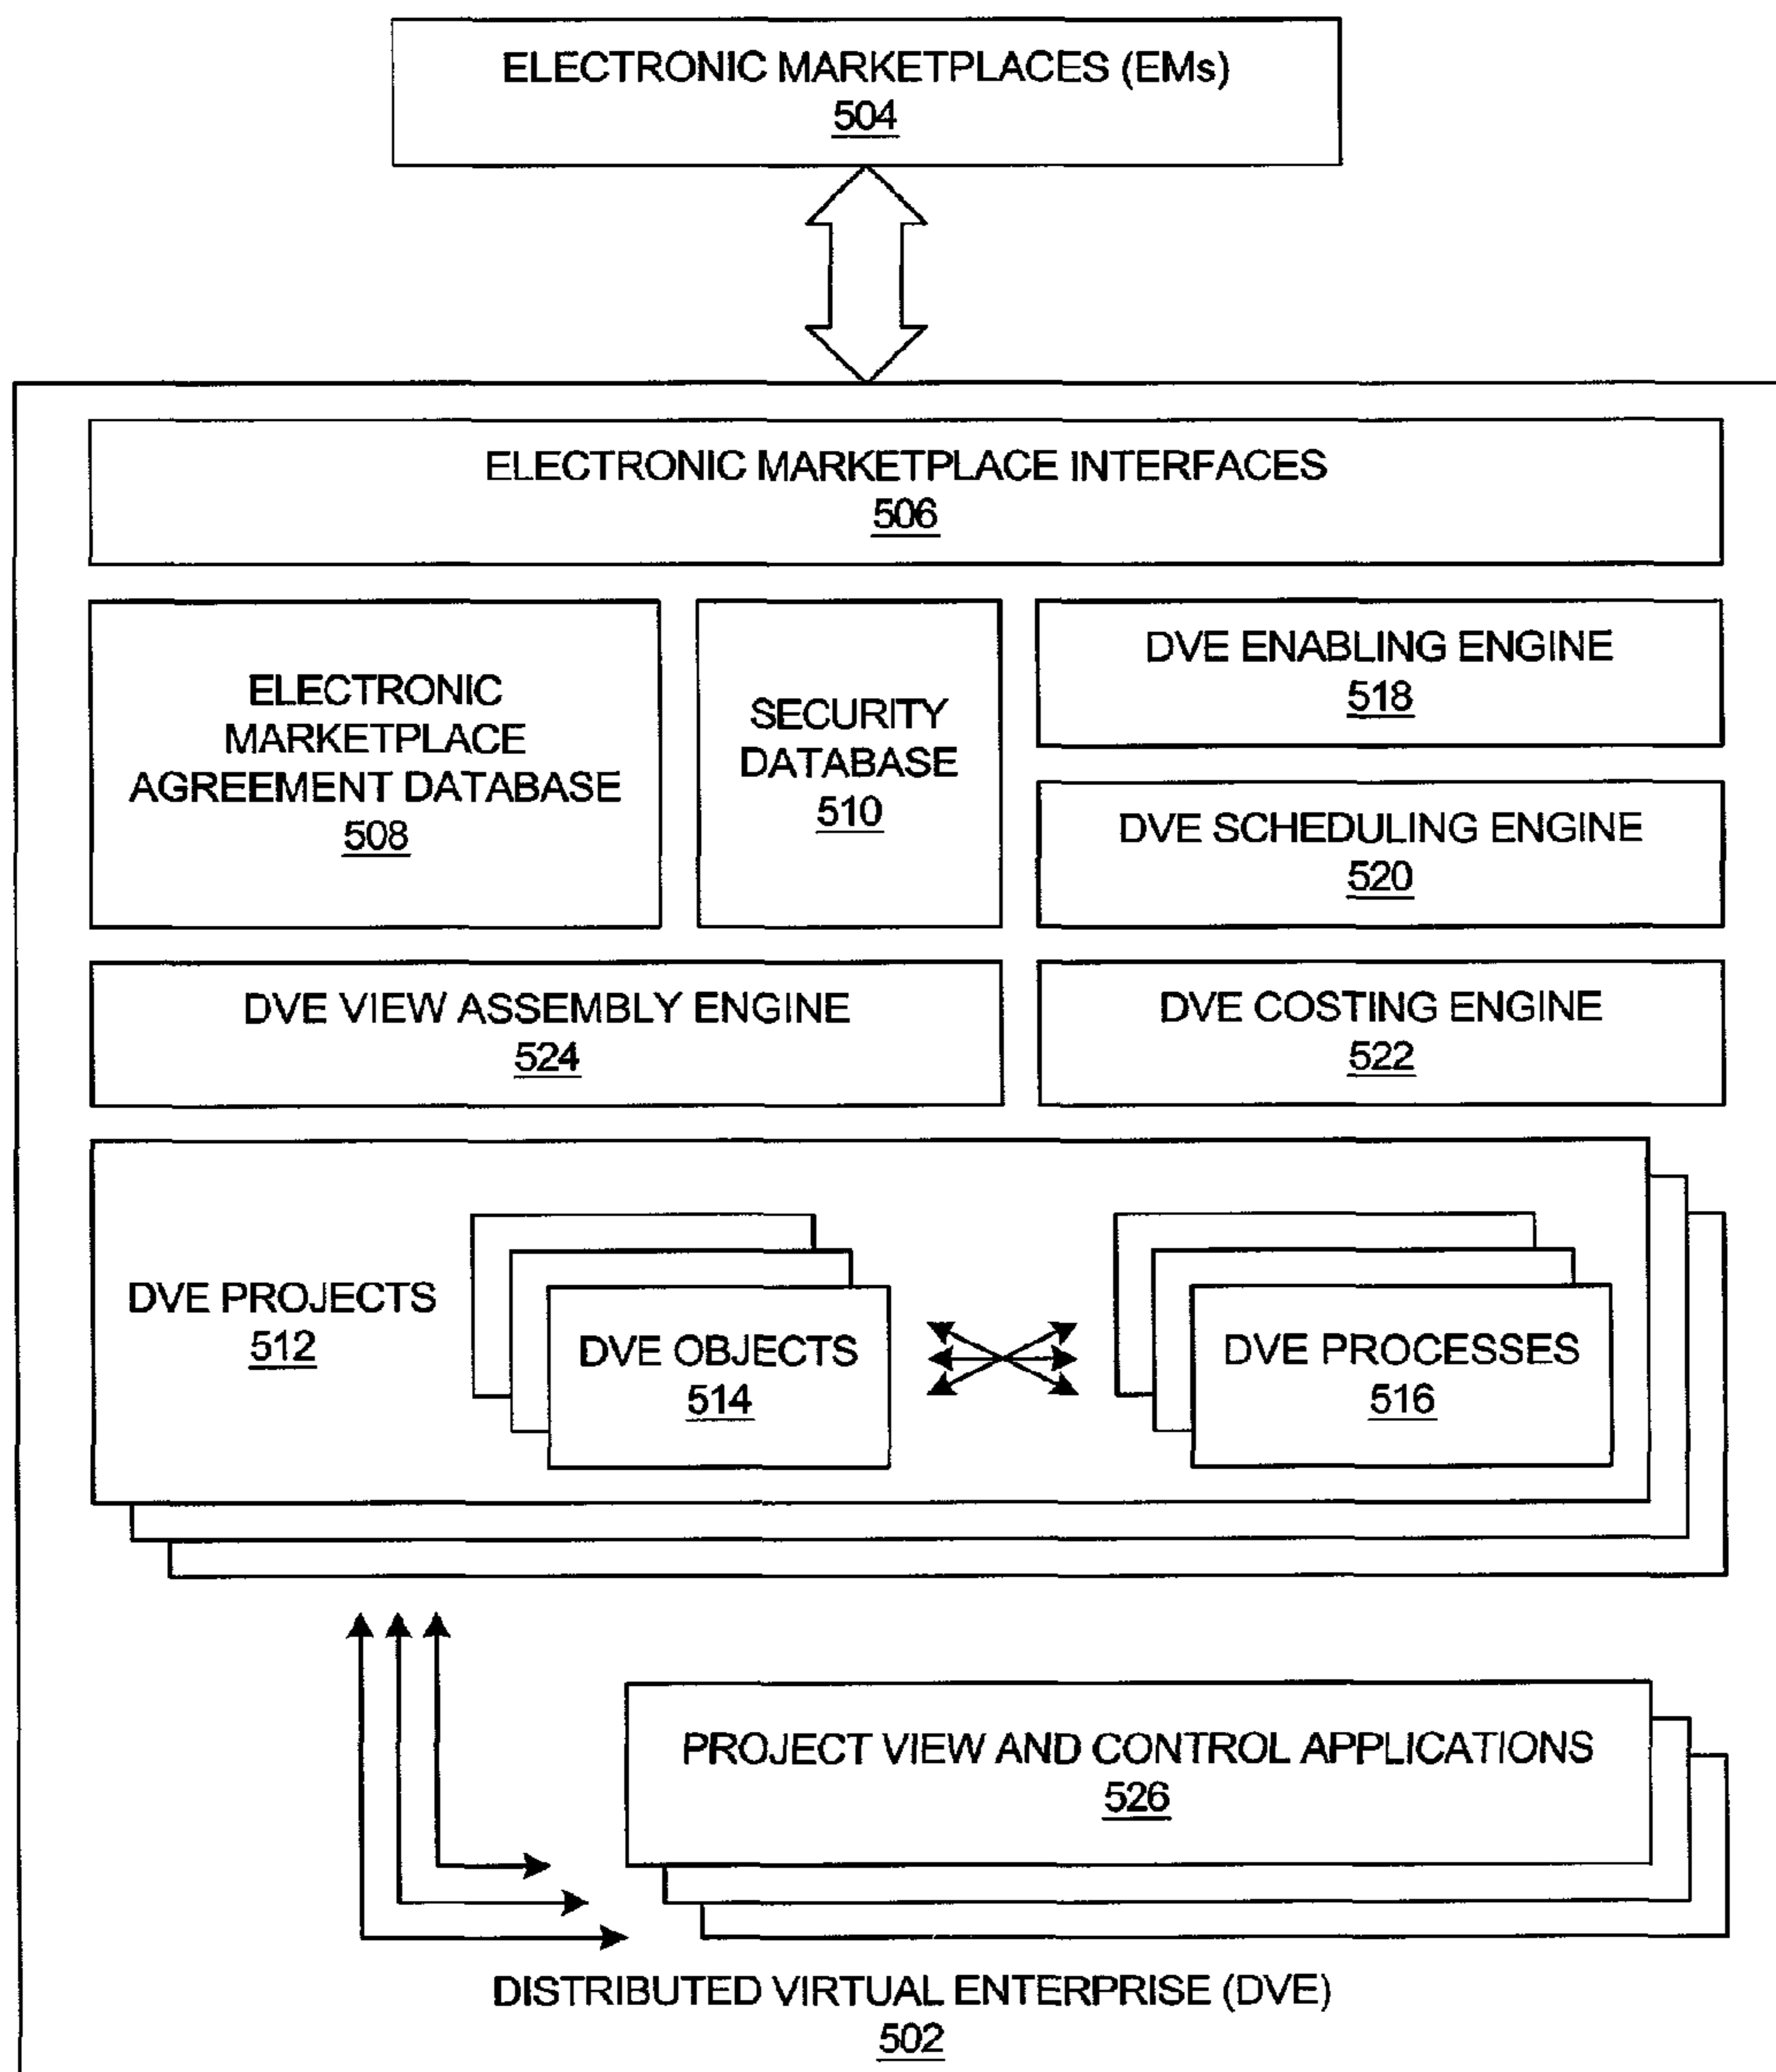 ELECTRONIC MARKETPLACES (EMs)
504
ELECTRONIC MARKETPLACE INTERFACES
506
ELECTRONIC
MARKETPLACE
AGREEMENT DATABASE
508
SECURITY
DATABASE
510
DVE ENABLING ENGINE
518
DVE SCHEDULING ENGINE
520
DVE VIEW ASSEMBLY ENGINE
524
DVE COSTING ENGINE
522
DVE PROJECTS
512
DVE OBJECTS
514
DVE PROCESSES
516
PROJECT VIEW AND CONTROL APPLICATIONS
526
DISTRIBUTED VIRTUAL ENTERPRISE (DVE)
502